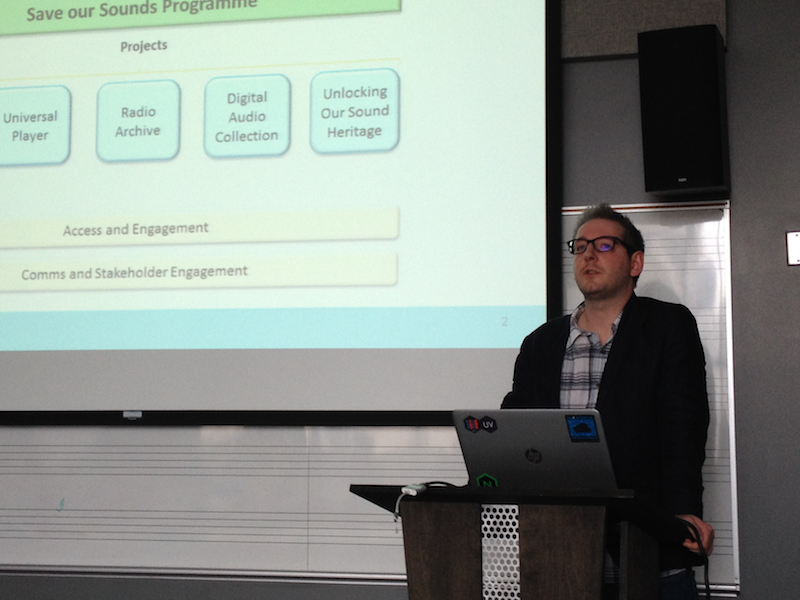 Save our Sounds Programme
Projects
Universal
Player
Radio
Archive
Digital
Audio
Collection
Unlocking
Our Sound
Heritage
Access and Engagement
Comms and Stakeholder Engagement
2
UV
hp
N